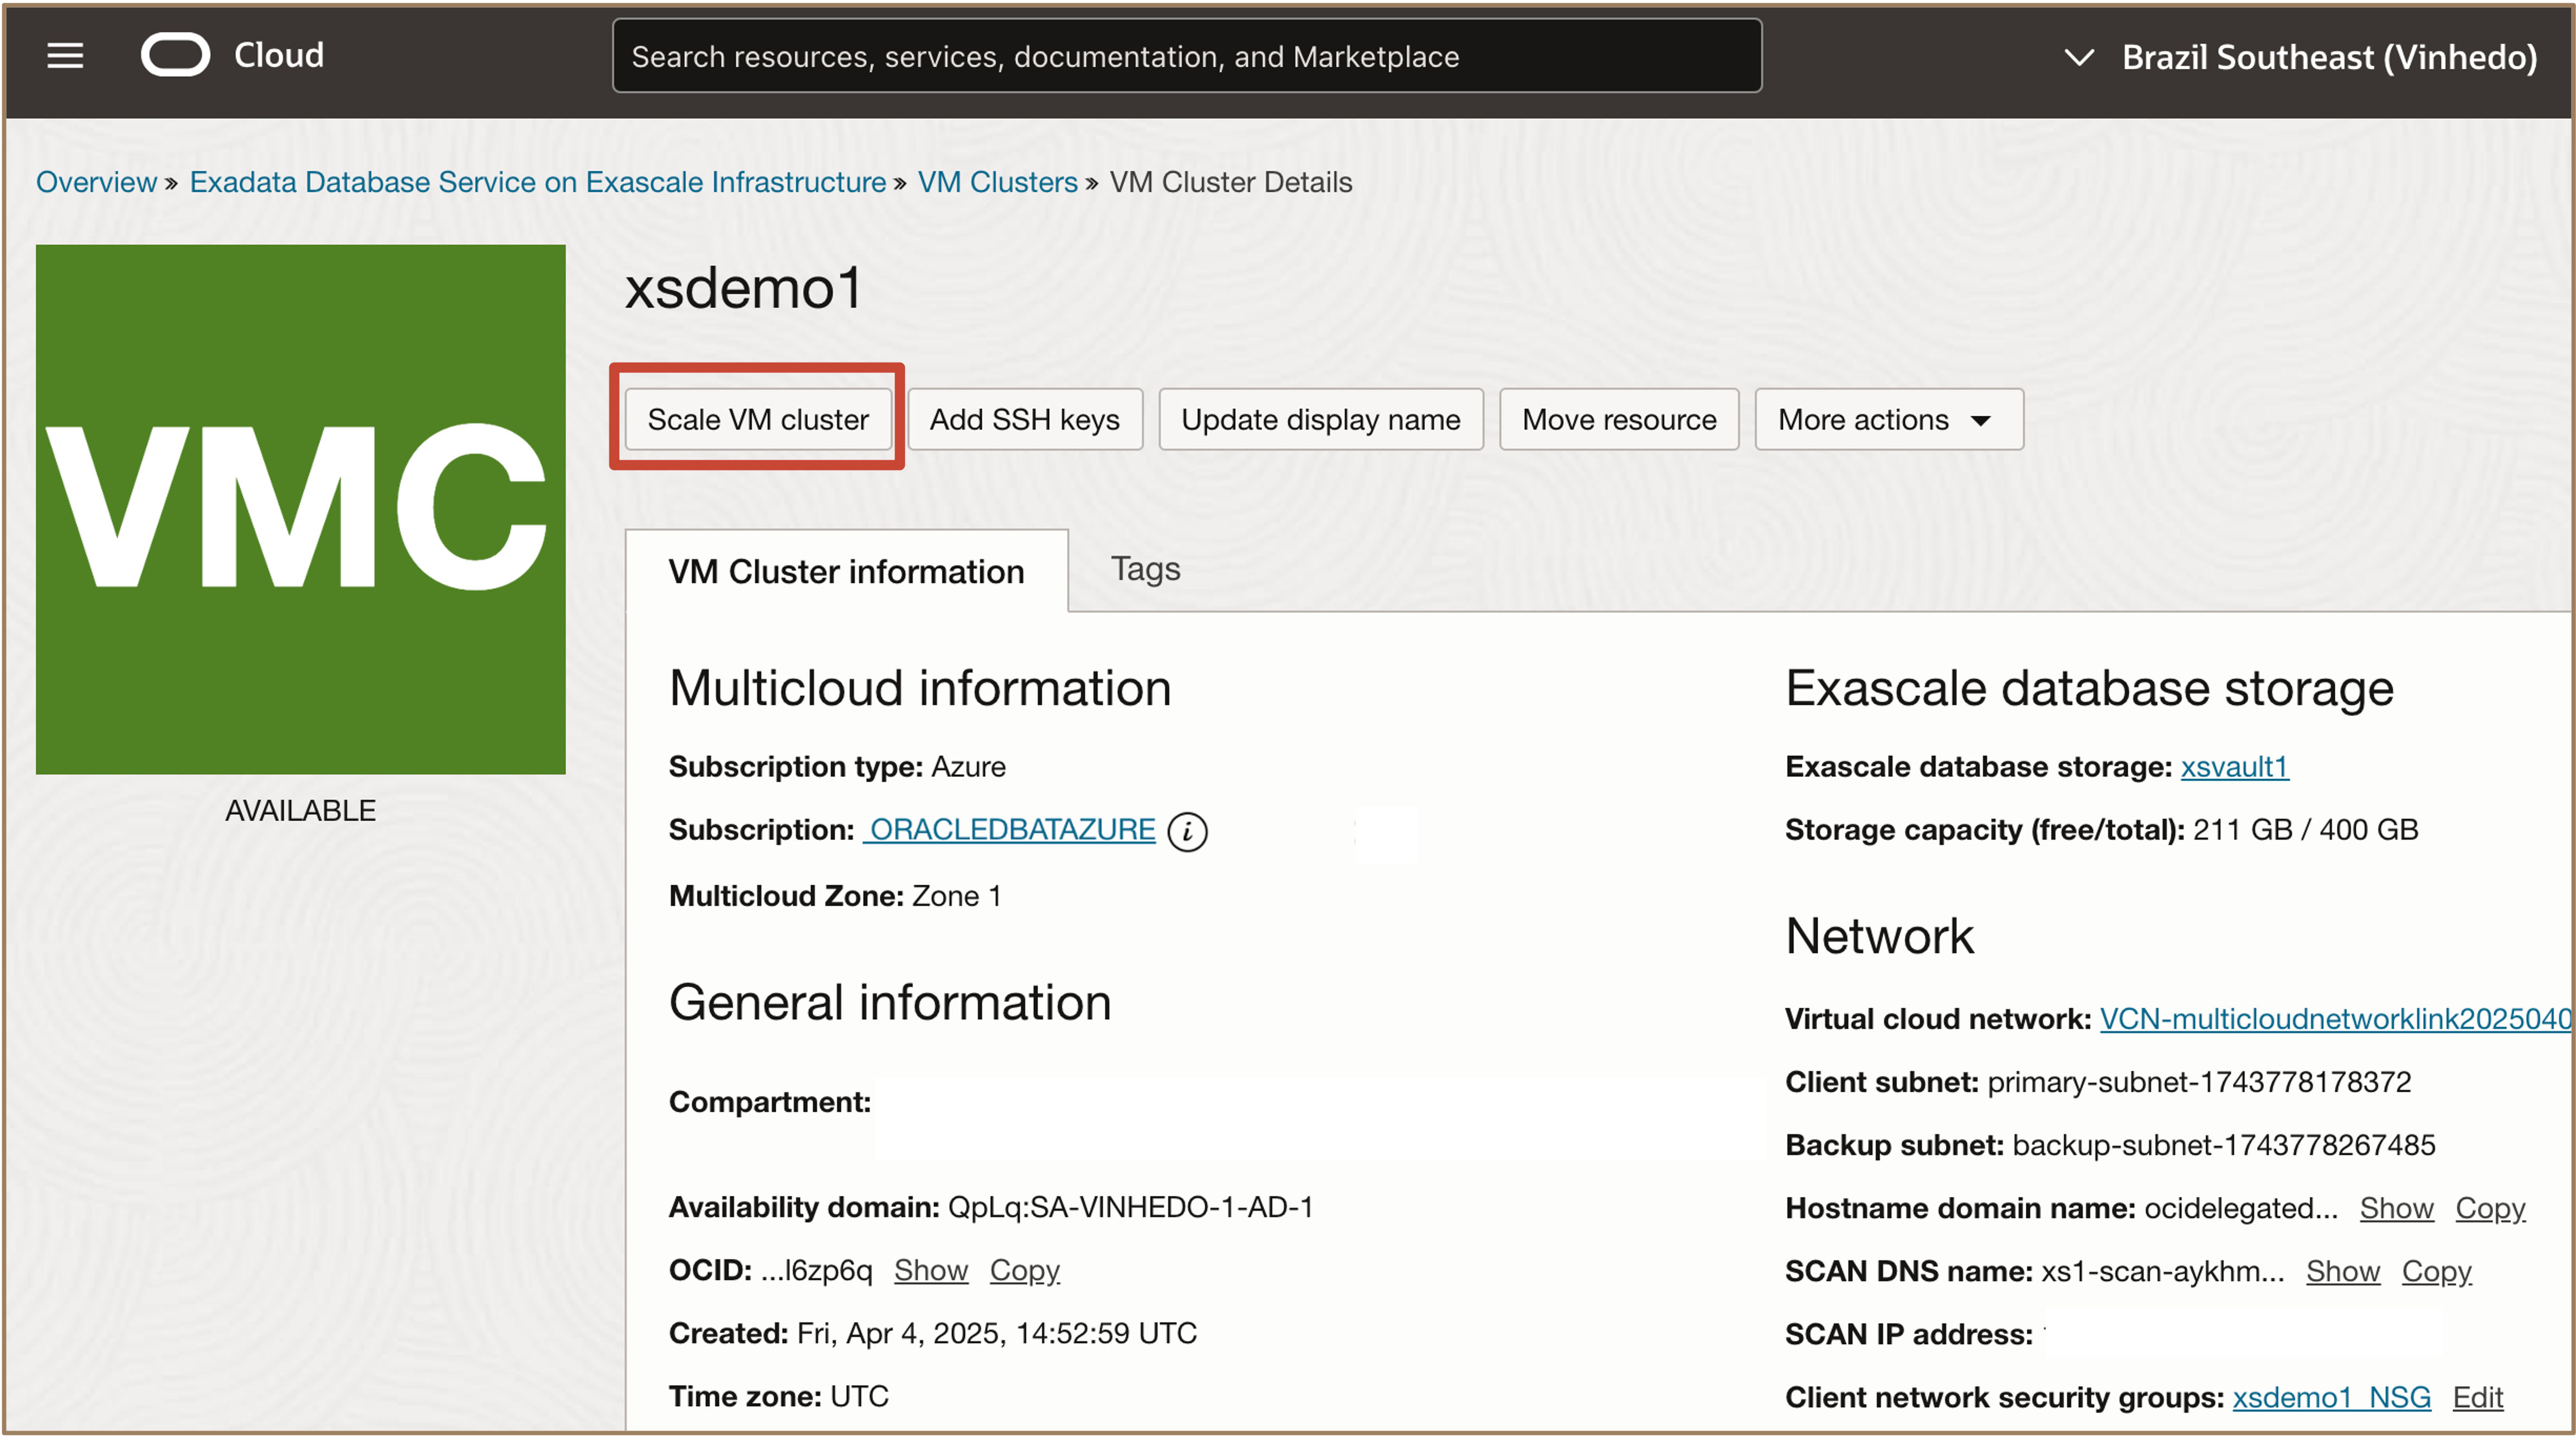 Cloud
Search resources, services, documentation, and Marketplace
Brazil Southeast (Vinhedo)
Overview » Exadata Database Service on Exascale Infrastructure » VM Clusters » VM Cluster Details
VMC
AVAILABLE
xsdemo1
Scale VM cluster
Add SSH keys
Update display name
Move resource
More actions
VM Cluster information
Tags
Multicloud information
Subscription type: Azure
Subscription: ORACLEDBATAZURE i
Multicloud Zone: Zone 1
General information
Compartment:
Availability domain: QpLq:SA-VINHEDO-1-AD-1
OCID: ...l6zp6q Show Copy
Created: Fri, Apr 4, 2025, 14:52:59 UTC
Time zone: UTC
Exascale database storage
Exascale database storage: xsvault1
Storage capacity (free/total): 211 GB / 400 GB
Network
Virtual cloud network: VCN-multicloudnetworklink2025040
Client subnet: primary-subnet-1743778178372
Backup subnet: backup-subnet-1743778267485
Hostname domain name: ocidelegated... Show Copy
SCAN DNS name: xs1-scan-aykhm... Show Copy
SCAN IP address:
Client network security groups: xsdemo1_NSG Edit